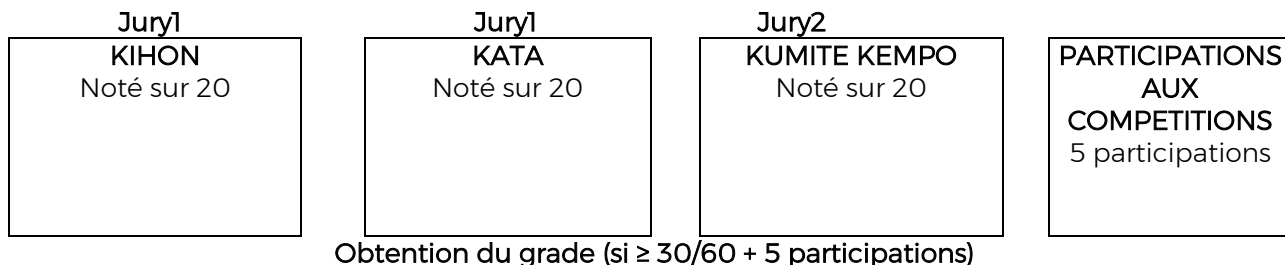 Jury1
Jury1
Jury2
KIHON
Noté sur 20
KATA
Noté sur 20
KUMITE KEMPO
Noté sur 20
PARTICIPATIONS
AUX
COMPETITIONS
5 participations
Obtention du grade (si ≥ 30/60 + 5 participations)